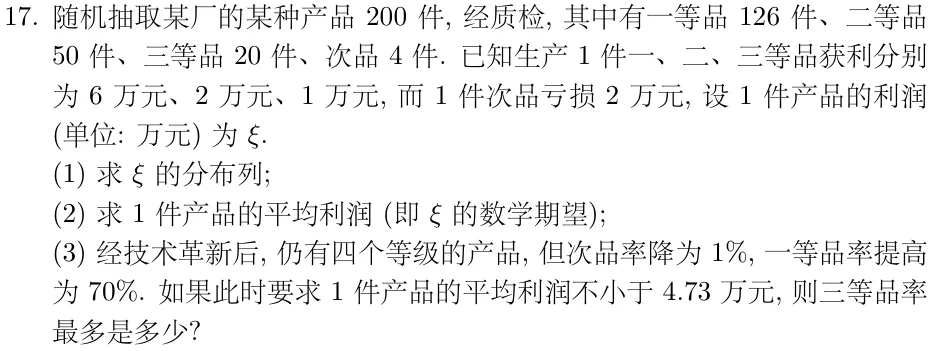 17. 随机抽取某厂的某种产品 200 件, 经质检, 其中有一等品 126 件、二等品
50 件、三等品 20 件、次品 4 件. 已知生产 1 件一、二、三等品获利分别
为 6 万元、2 万元、1 万元, 而 1 件次品亏损 2 万元, 设 1 件产品的利润
(单位: 万元) 为 ξ.
(1) 求 ξ 的分布列;
(2) 求 1 件产品的平均利润 (即 ξ 的数学期望);
(3) 经技术革新后, 仍有四个等级的产品, 但次品率降为 1%, 一等品率提高
为 70%. 如果此时要求 1 件产品的平均利润不小于 4.73 万元, 则三等品率
最多是多少?